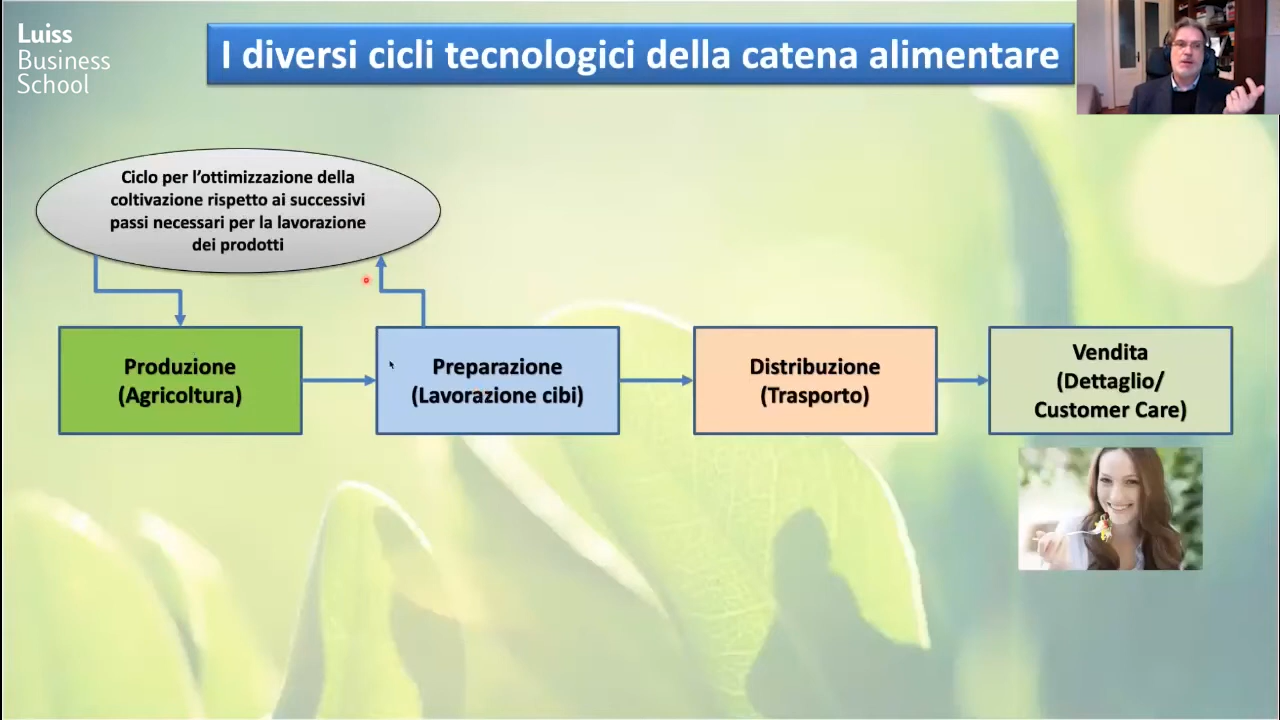 Luiss
Business
School
I diversi cicli tecnologici della catena alimentare
Ciclo per l'ottimizzazione della
coltivazione rispetto ai successivi
passi necessari per la lavorazione
dei prodotti
Produzione
(Agricoltura)
Preparazione
(Lavorazione cibi)
Distribuzione
(Trasporto)
Vendita
(Dettaglio/
Customer Care)